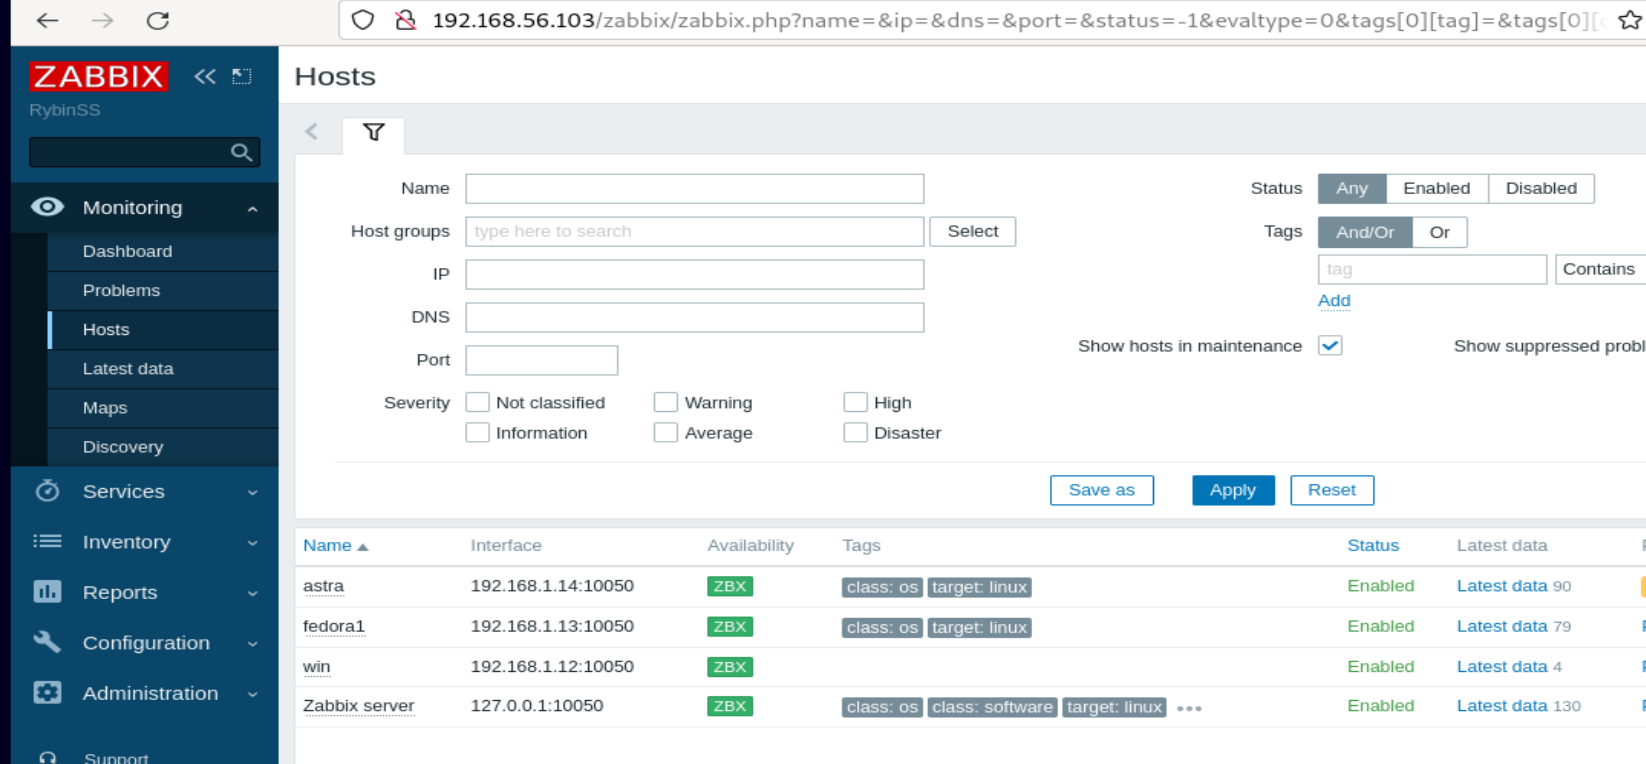 192.168.56.103/zabbix/zabbix.php?name=&ip=&dns=&port=&status=-1&evaltype=0&tags[0][tag]=&tags[0][
ZABBIX
Hosts
RybinSS
Name
Status Any Enabled Disabled
Monitoring
Host groups type here to search Select
Tags And/Or Or
Dashboard
IP
tag Contains
Problems
Add
Hosts
DNS
Latest data
Port
Show hosts in maintenance Show suppressed probl
Maps
Severity Not classified Warning High
Information Average Disaster
Discovery
Services
Save as Apply Reset
Inventory
Name Interface Availability Tags Status Latest data
Reports
astra 192.168.1.14:10050 ZBX class: os target: linux Enabled Latest data 90
fedora1 192.168.1.13:10050 ZBX class: os target: linux Enabled Latest data 79
Configuration
win 192.168.1.12:10050 ZBX Enabled Latest data 4
Administration
Zabbix server 127.0.0.1:10050 ZBX class: os class: software target: linux ••• Enabled Latest data 130
Support